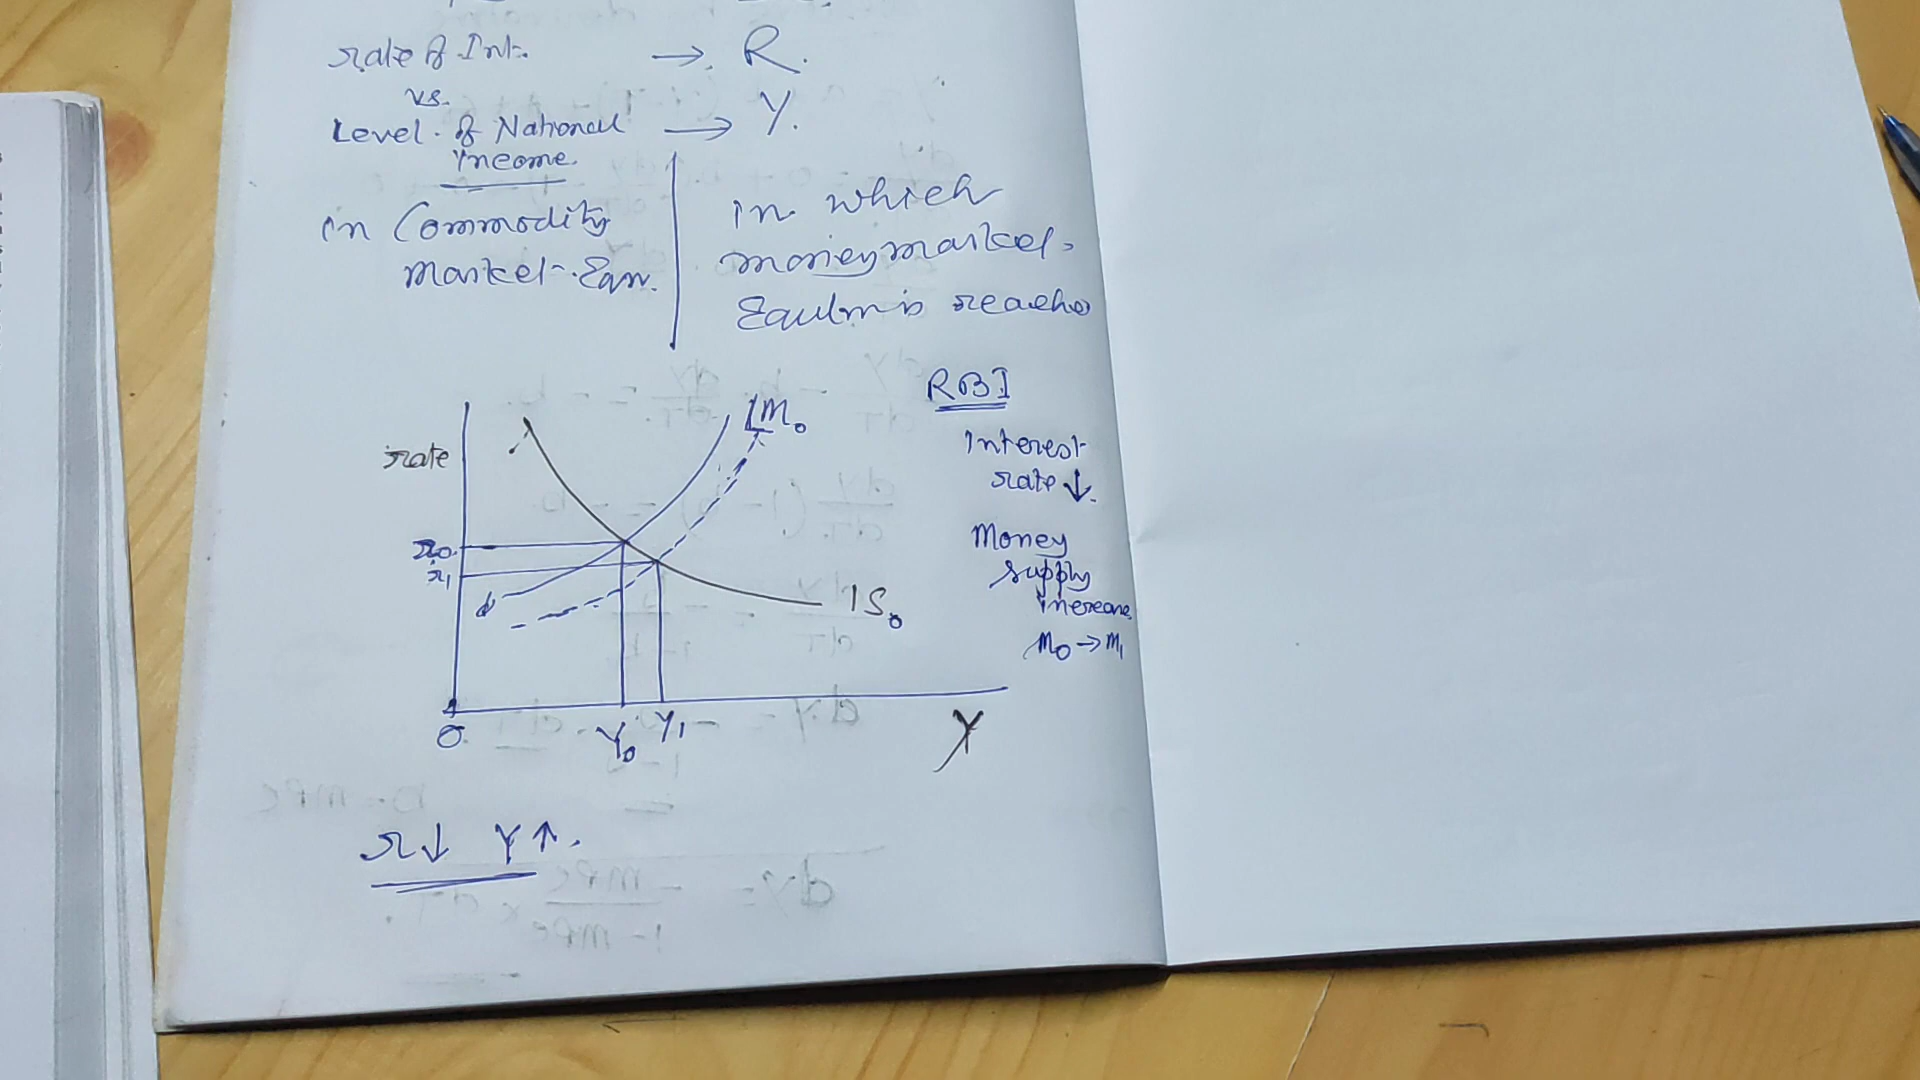 rate of Int. → R.
vs.
Level of National → Y.
Income.
in Commodity
Market Eqm.
in which
money market
Equlm is reache
RBI
Interest
rate ↓
Money
supply
increase
M₀ → M₁
rate
LM₀
r₀
r₁
IS₀
O
Y₀ Y₁ Y
r↓ Y↑.